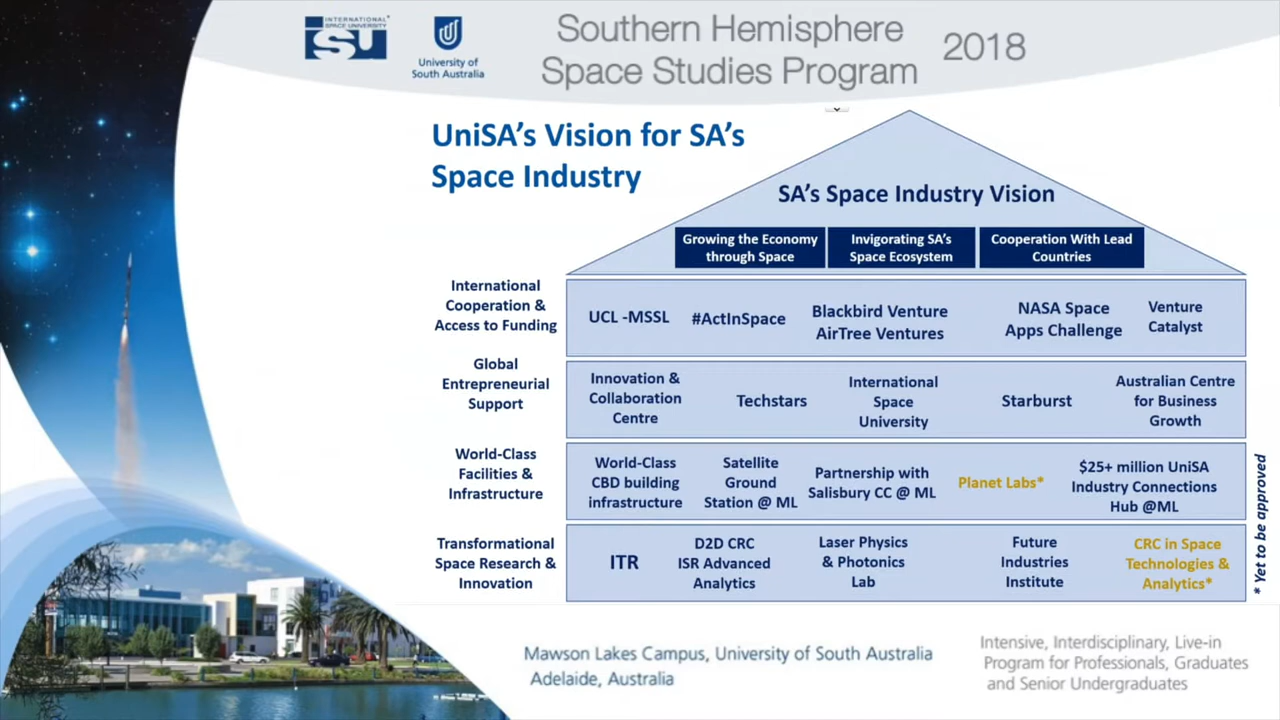 INTERNATIONAL
SPACE UNIVERSITY
ISU
University of
South Australia
Southern Hemisphere
Space Studies Program
2018
UniSA's Vision for SA's
Space Industry
SA's Space Industry Vision
Growing the Economy
through Space
Invigorating SA's
Space Ecosystem
Cooperation With Lead
Countries
International
Cooperation &
Access to Funding
UCL -MSSL
#ActInSpace
Blackbird Venture
AirTree Ventures
NASA Space
Apps Challenge
Venture
Catalyst
Global
Entrepreneurial
Support
Innovation &
Collaboration
Centre
Techstars
International
Space
University
Starburst
Australian Centre
for Business
Growth
World-Class
Facilities &
Infrastructure
World-Class
CBD building
infrastructure
Satellite
Ground
Station @ ML
Partnership with
Salisbury CC @ ML
Planet Labs*
$25+ million UniSA
Industry Connections
Hub @ML
Transformational
Space Research &
Innovation
ITR
D2D CRC
ISR Advanced
Analytics
Laser Physics
& Photonics
Lab
Future
Industries
Institute
CRC in Space
Technologies &
Analytics*
* Yet to be approved
Mawson Lakes Campus, University of South Australia
Adelaide, Australia
Intensive, Interdisciplinary, Live-in
Program for Professionals, Graduates
and Senior Undergraduates